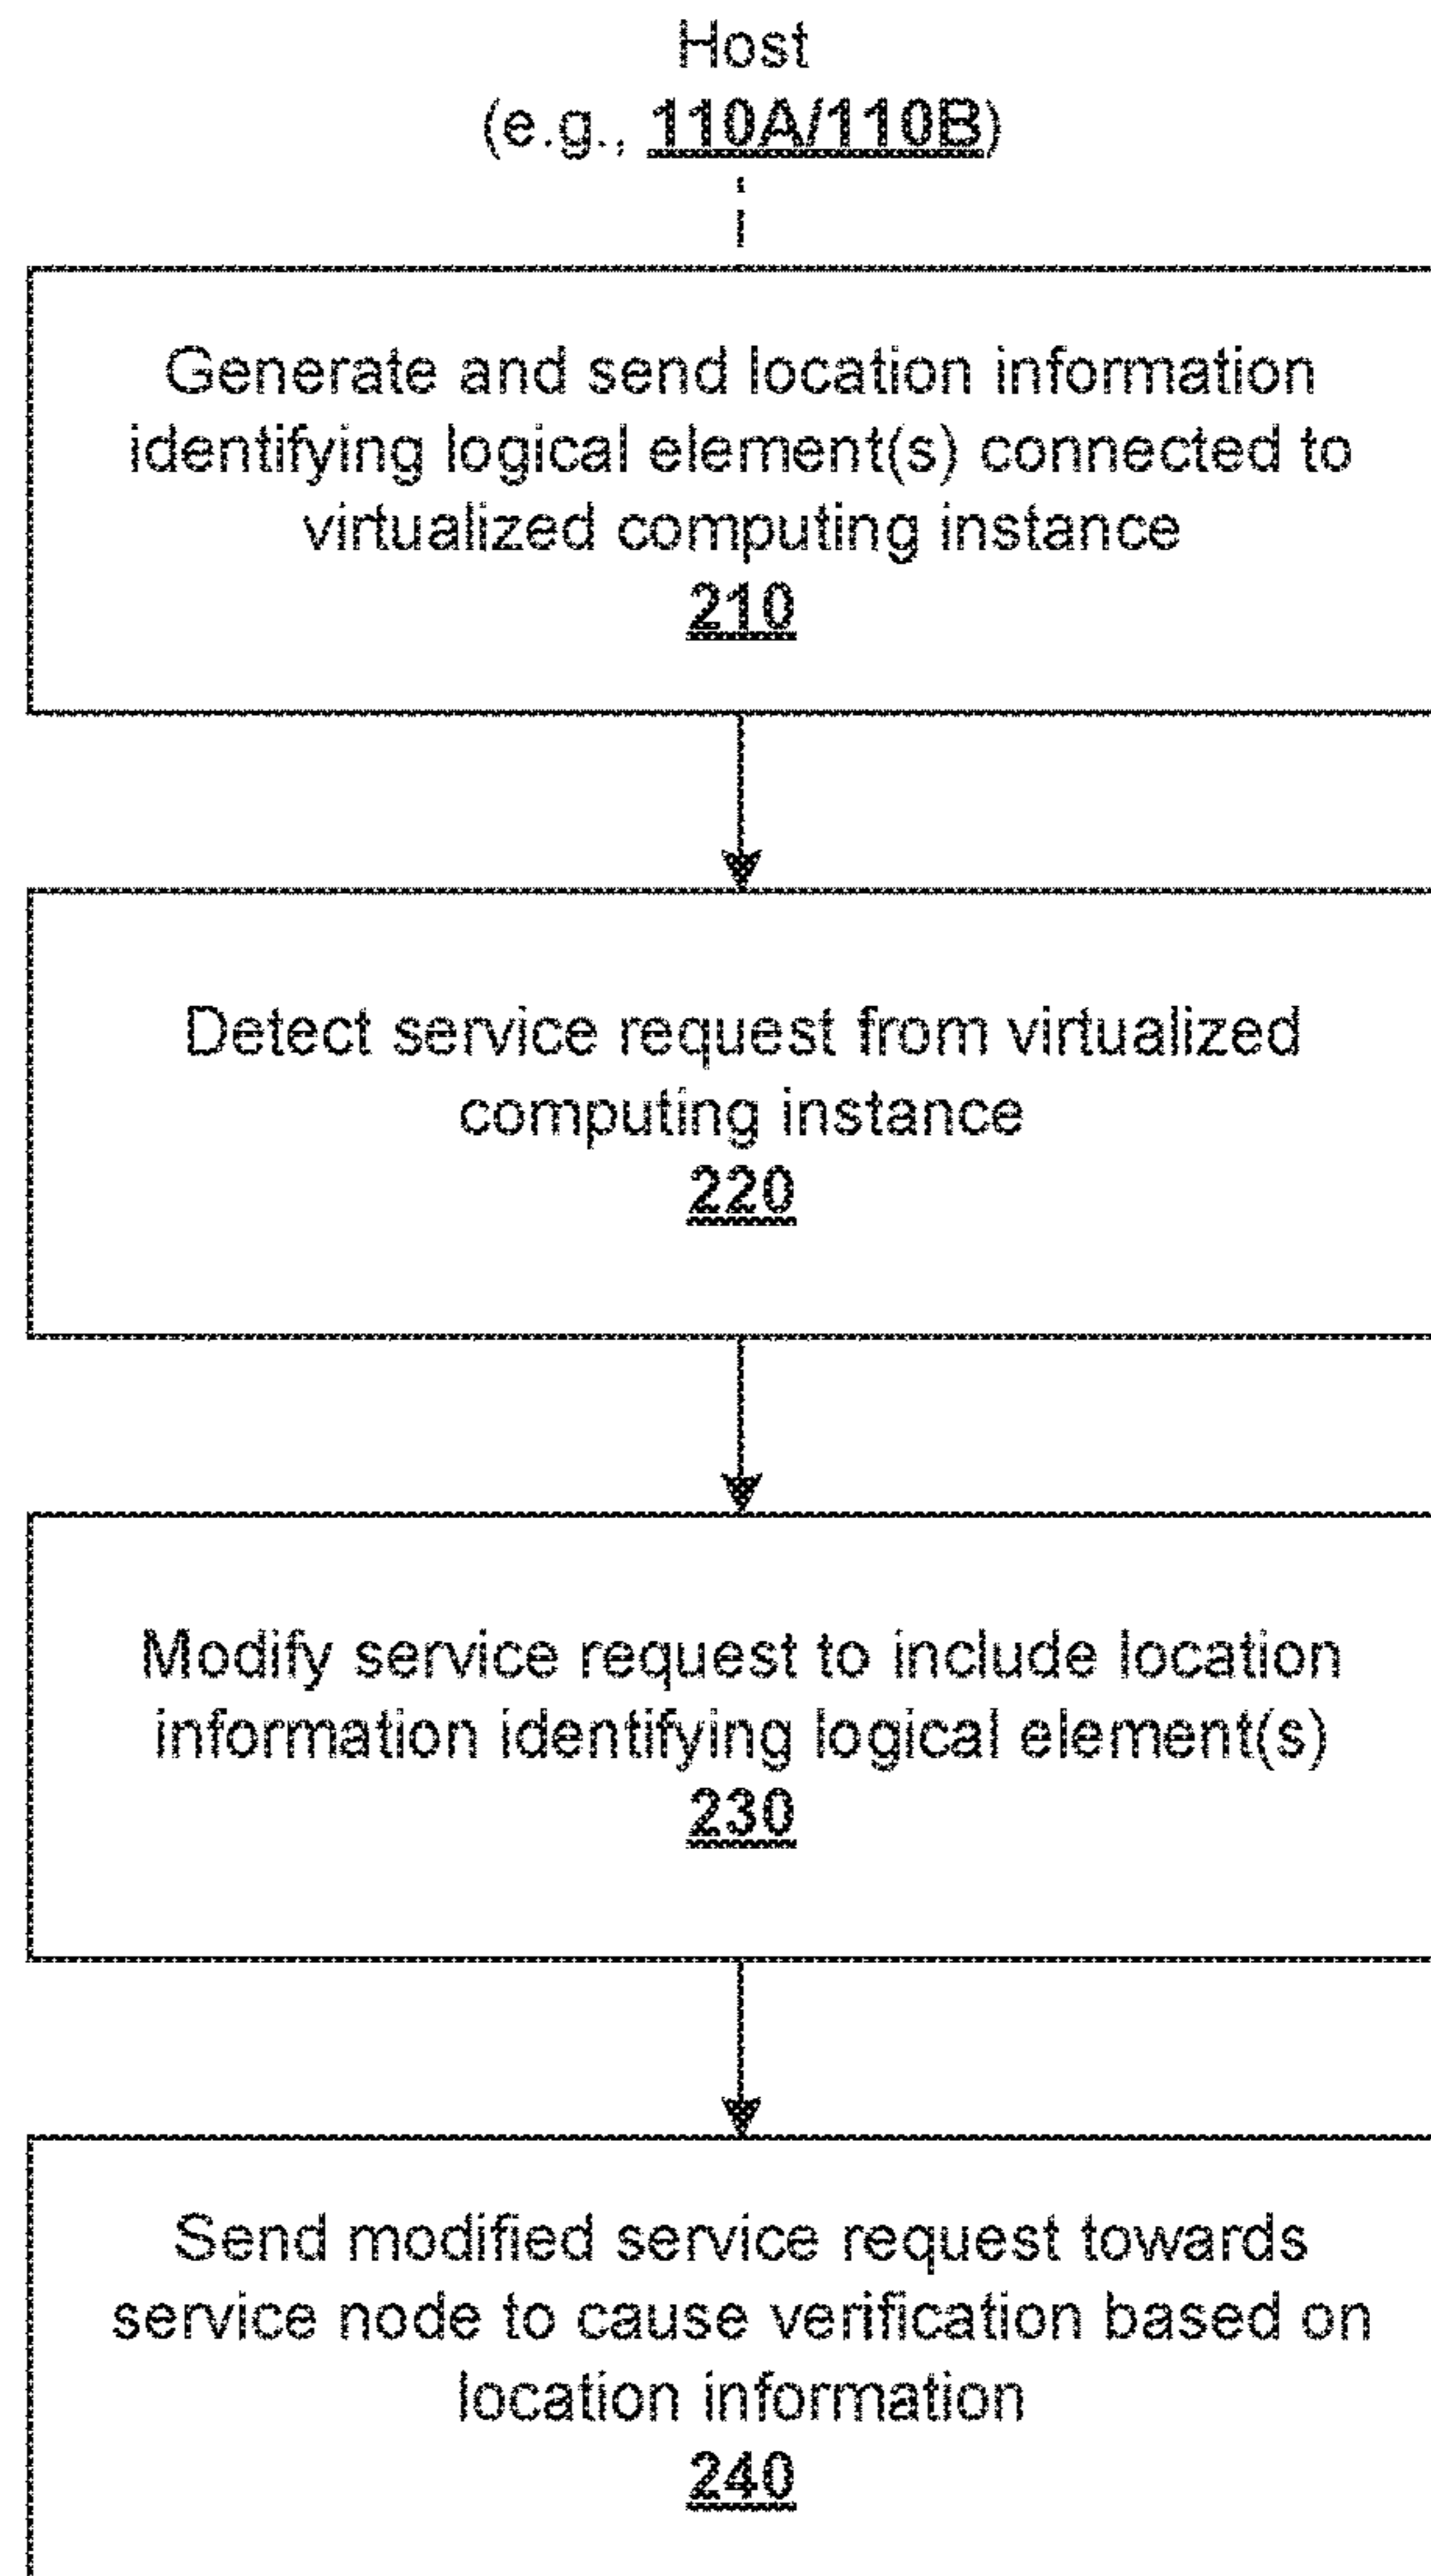 Host
(e.g., 110A/110B)
Generate and send location information
identifying logical element(s) connected to
virtualized computing instance
210
Detect service request from virtualized
computing instance
220
Modify service request to include location
information identifying logical element(s)
230
Send modified service request towards
service node to cause verification based on
location information
240